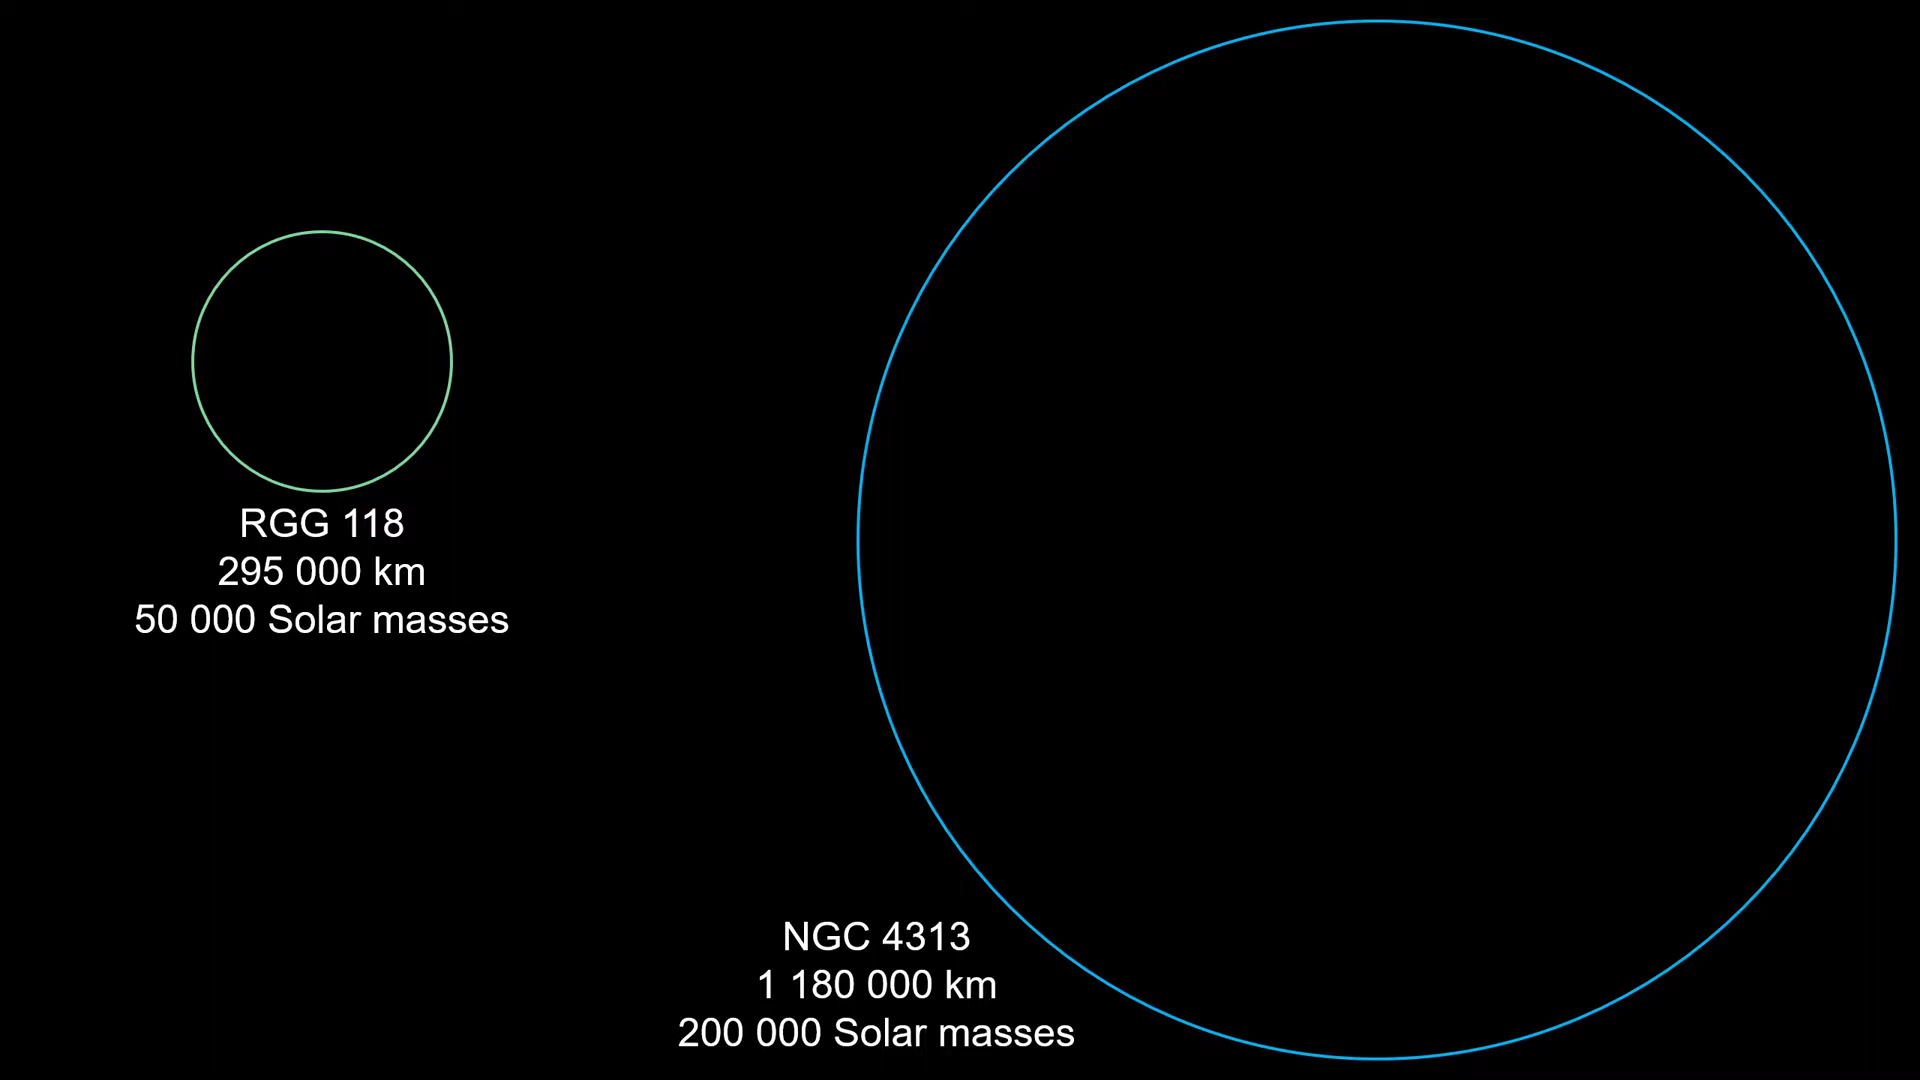 RGG 118
295 000 km
50 000 Solar masses
NGC 4313
1 180 000 km
200 000 Solar masses